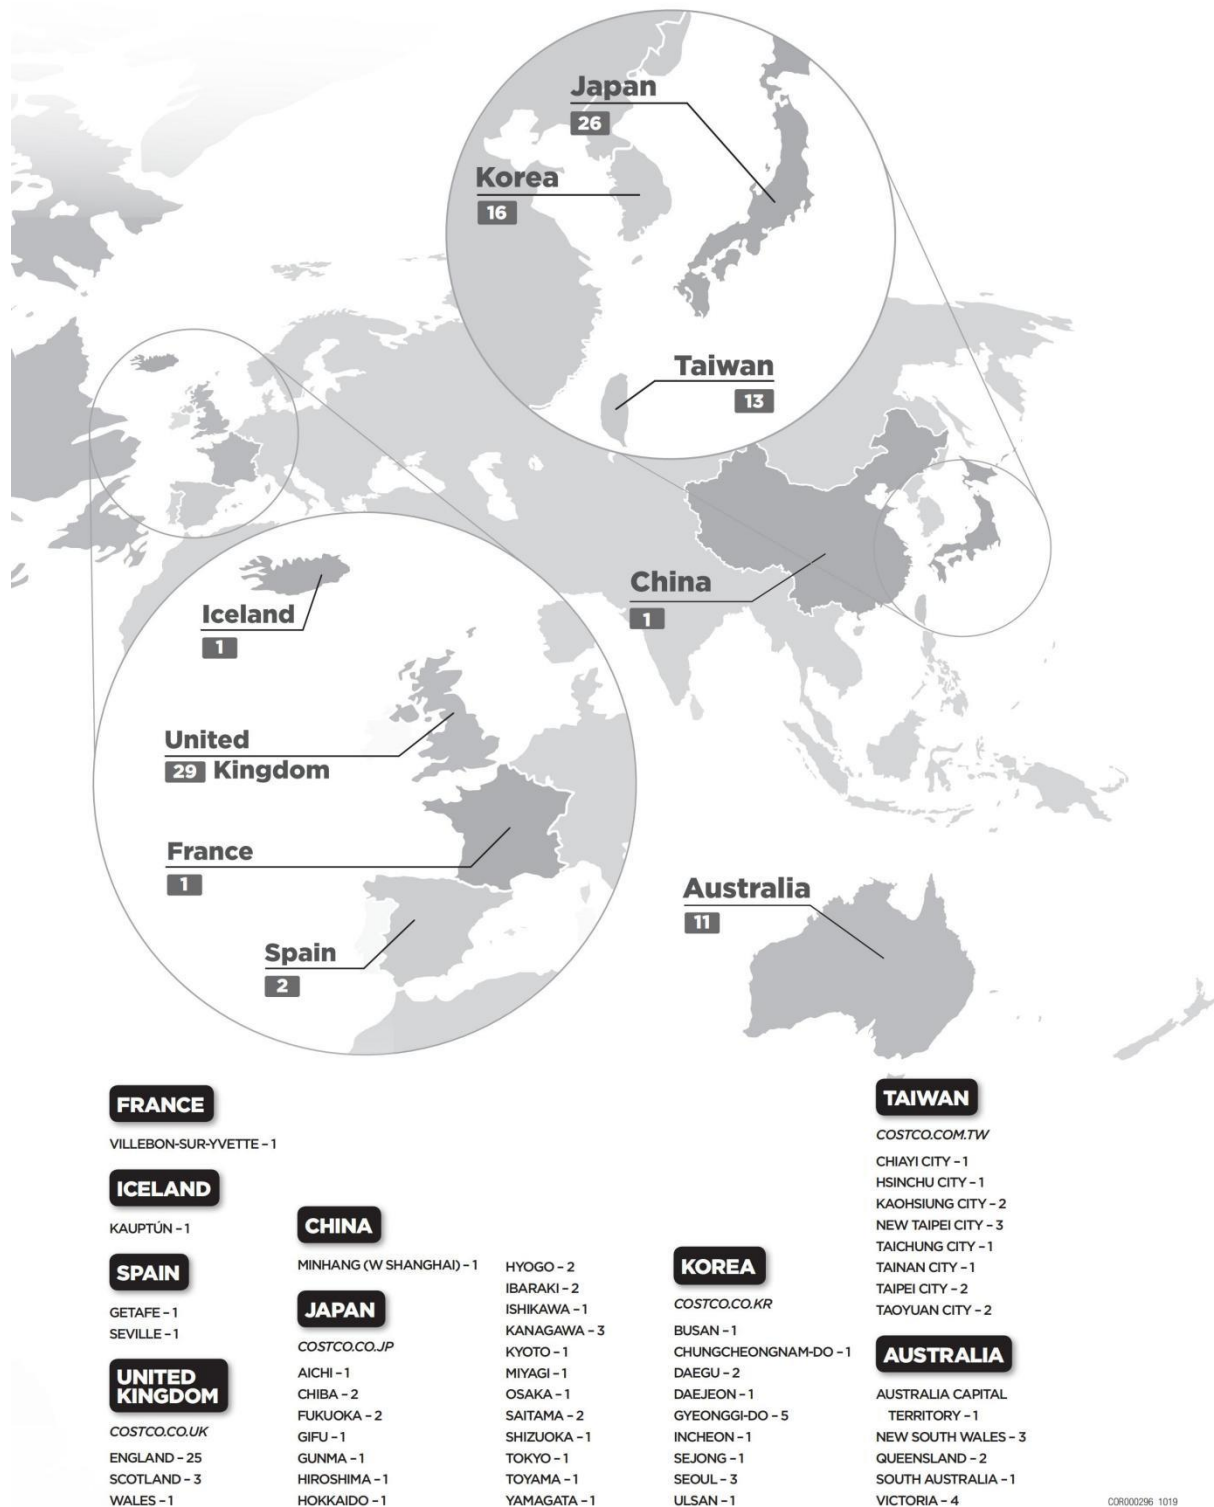 Japan
26
Korea
16
Taiwan
13
China
1
Iceland
1
United
29 Kingdom
France
1
Spain
2
Australia
11
FRANCE
VILLEBON-SUR-YVETTE – 1
ICELAND
KAUPTÚN – 1
SPAIN
GETAFE – 1
SEVILLE – 1
UNITED
KINGDOM
COSTCO.CO.UK
ENGLAND – 25
SCOTLAND – 3
WALES – 1
CHINA
MINHANG (W SHANGHAI) – 1
JAPAN
COSTCO.CO.JP
AICHI – 1
CHIBA – 2
FUKUOKA – 2
GIFU – 1
GUNMA – 1
HIROSHIMA – 1
HOKKAIDO – 1
HYOGO – 2
IBARAKI – 2
ISHIKAWA – 1
KANAGAWA – 3
KYOTO – 1
MIYAGI – 1
OSAKA – 1
SAITAMA – 2
SHIZUOKA – 1
TOKYO – 1
TOYAMA – 1
YAMAGATA – 1
KOREA
COSTCO.CO.KR
BUSAN – 1
CHUNGCHEONGNAM-DO – 1
DAEGU – 2
DAEJEON – 1
GYEONGGI-DO – 5
INCHEON – 1
SEJONG – 1
SEOUL – 3
ULSAN – 1
TAIWAN
COSTCO.COM.TW
CHIAYI CITY – 1
HSINCHU CITY – 1
KAOHSIUNG CITY – 2
NEW TAIPEI CITY – 3
TAICHUNG CITY – 1
TAINAN CITY – 1
TAIPEI CITY – 2
TAOYUAN CITY – 2
AUSTRALIA
AUSTRALIA CAPITAL
TERRITORY – 1
NEW SOUTH WALES – 3
QUEENSLAND – 2
SOUTH AUSTRALIA – 1
VICTORIA – 4
COR000296 1019